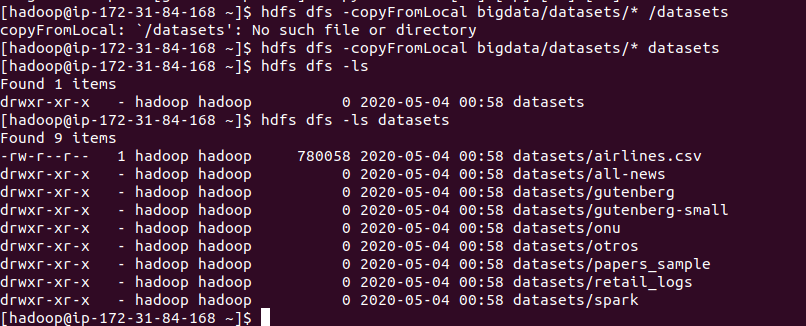 [hadoop@ip-172-31-84-168 ~]$ hdfs dfs -copyFromLocal bigdata/datasets/* /datasets
copyFromLocal: `/datasets': No such file or directory
[hadoop@ip-172-31-84-168 ~]$ hdfs dfs -copyFromLocal bigdata/datasets/* datasets
[hadoop@ip-172-31-84-168 ~]$ hdfs dfs -ls
Found 1 items
drwxr-xr-x   - hadoop hadoop          0 2020-05-04 00:58 datasets
[hadoop@ip-172-31-84-168 ~]$ hdfs dfs -ls datasets
Found 9 items
-rw-r--r--   1 hadoop hadoop     780058 2020-05-04 00:58 datasets/airlines.csv
drwxr-xr-x   - hadoop hadoop          0 2020-05-04 00:58 datasets/all-news
drwxr-xr-x   - hadoop hadoop          0 2020-05-04 00:58 datasets/gutenberg
drwxr-xr-x   - hadoop hadoop          0 2020-05-04 00:58 datasets/gutenberg-small
drwxr-xr-x   - hadoop hadoop          0 2020-05-04 00:58 datasets/onu
drwxr-xr-x   - hadoop hadoop          0 2020-05-04 00:58 datasets/otros
drwxr-xr-x   - hadoop hadoop          0 2020-05-04 00:58 datasets/papers_sample
drwxr-xr-x   - hadoop hadoop          0 2020-05-04 00:58 datasets/retail_logs
drwxr-xr-x   - hadoop hadoop          0 2020-05-04 00:58 datasets/spark
[hadoop@ip-172-31-84-168 ~]$